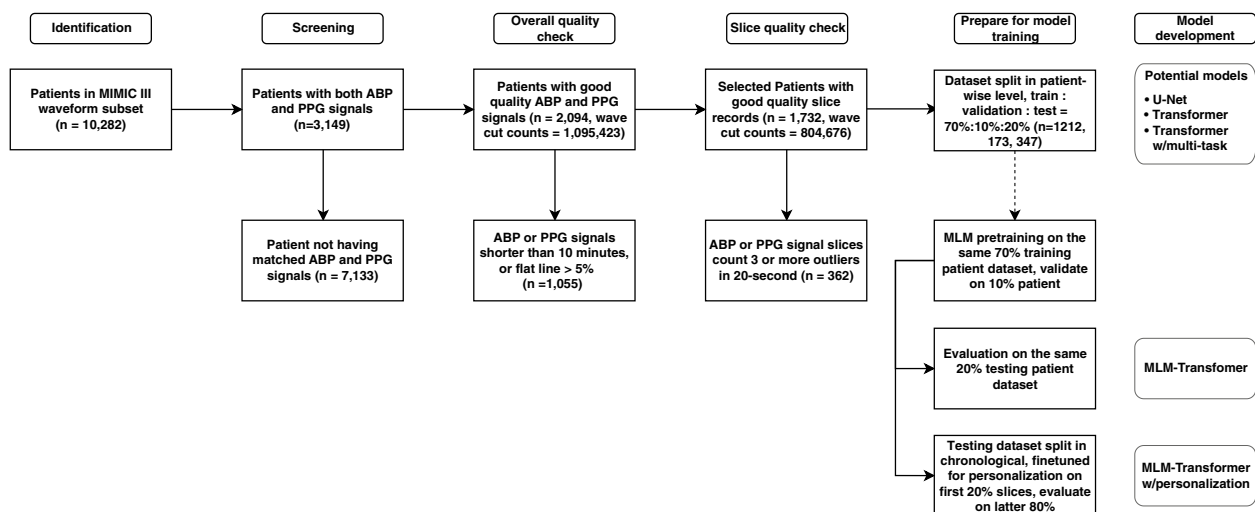 Identification
Screening
Overall quality
check
Slice quality check
Prepare for model
training
Model
development
Patients in MIMIC III
waveform subset
(n = 10,282)
Patients with both ABP
and PPG signals
(n=3,149)
Patients with good
quality ABP and PPG
signals (n = 2,094, wave
cut counts = 1,095,423)
Selected Patients with
good quality slice
records (n = 1,732, wave
cut counts = 804,676)
Dataset split in patient-
wise level, train :
validation : test =
70%:10%:20% (n=1212,
173, 347)
Potential models
• U-Net
• Transformer
• Transformer
w/multi-task
Patient not having
matched ABP and PPG
signals (n = 7,133)
ABP or PPG signals
shorter than 10 minutes,
or flat line > 5%
(n =1,055)
ABP or PPG signal slices
count 3 or more outliers
in 20-second (n = 362)
MLM pretraining on the
same 70% training
patient dataset, validate
on 10% patient
Evaluation on the same
20% testing patient
dataset
MLM-Transfomer
Testing dataset split in
chronological, finetuned
for personalization on
first 20% slices, evaluate
on latter 80%
MLM-Transformer
w/personalization